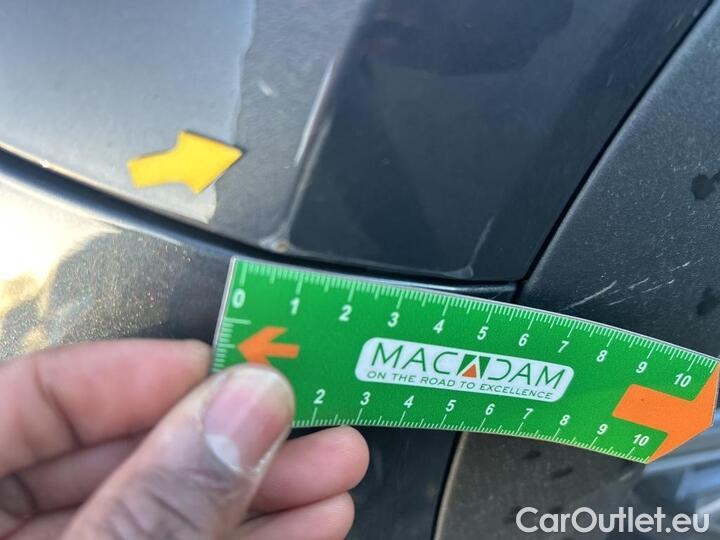 0 1 2 3 4 5 6 7 8 9 10
MACADAM
ON THE ROAD TO EXCELLENCE
2 3 4 5 6 7 8 9 10
CarOutlet.eu